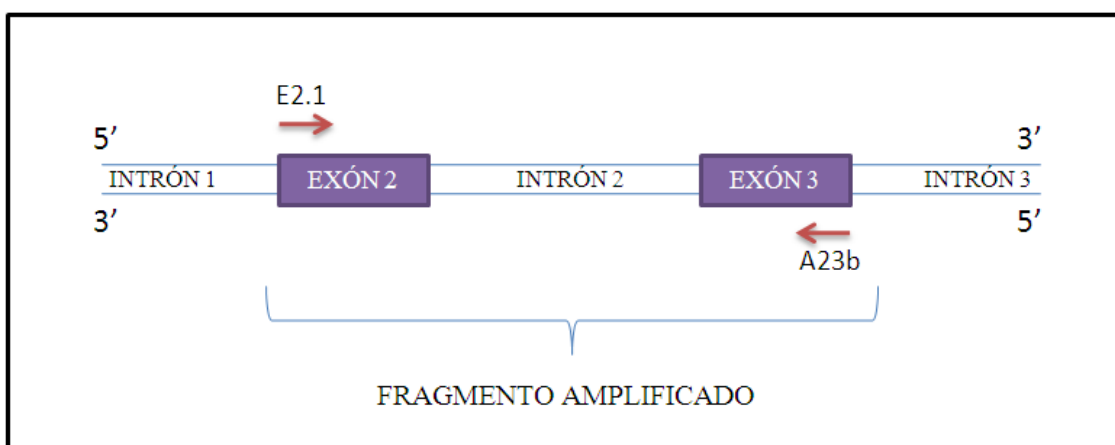 E2.1
5’ 3’
INTRÓN 1 EXÓN 2 INTRÓN 2 EXÓN 3 INTRÓN 3
3’ 5’
A23b
FRAGMENTO AMPLIFICADO